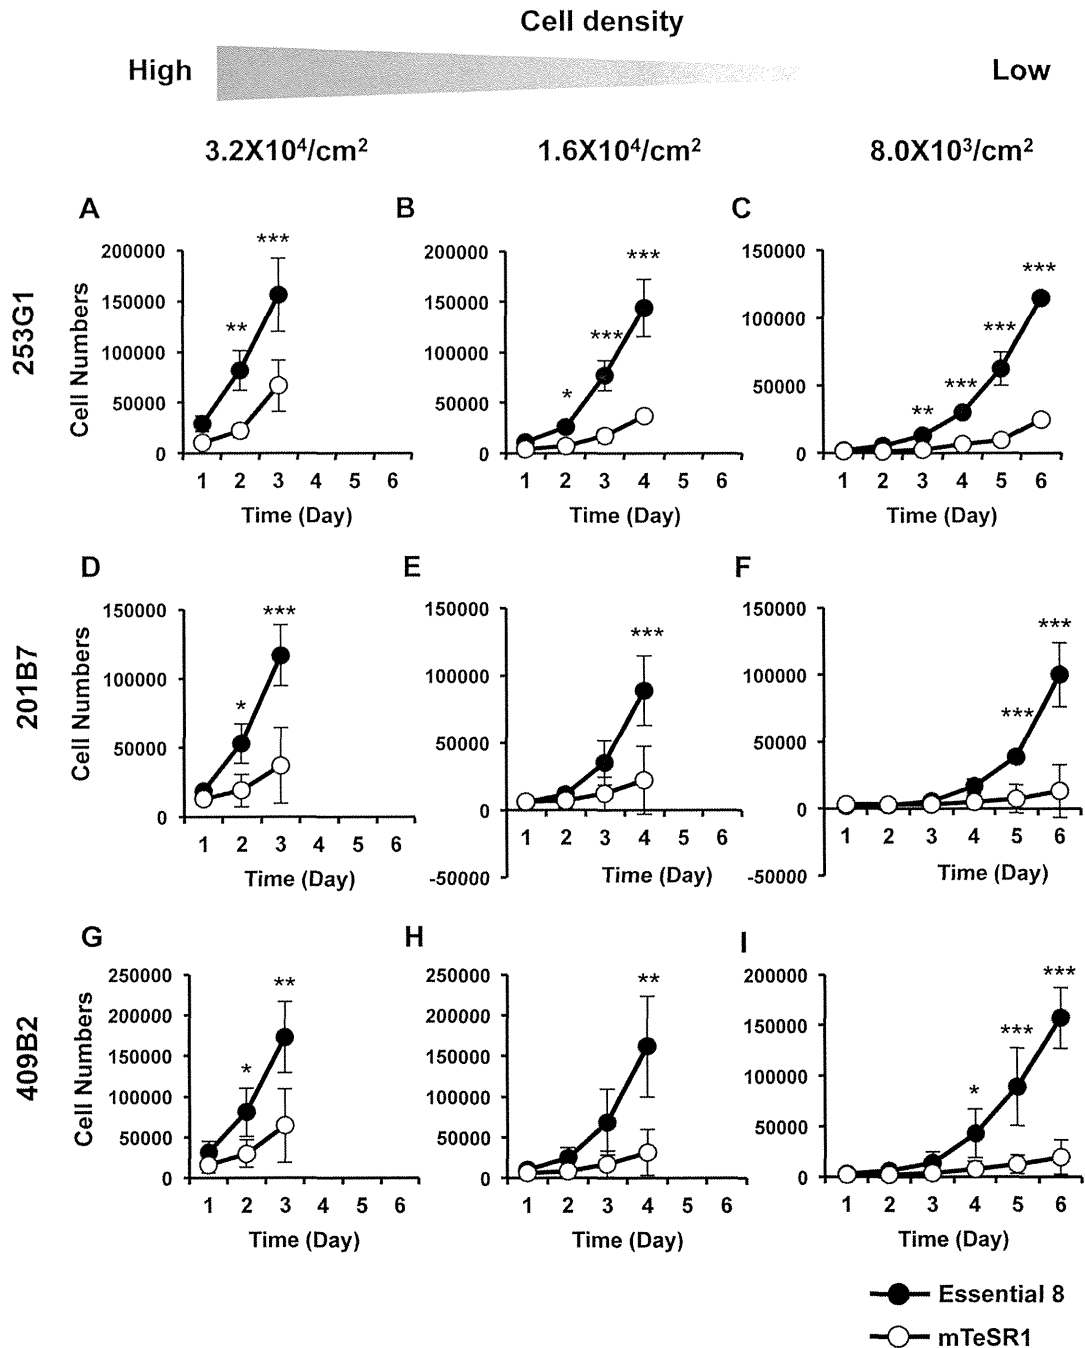 Cell density
High
Low
3.2X10⁴/cm²
1.6X10⁴/cm²
8.0X10³/cm²
253G1
A
Cell Numbers
200000
150000
100000
50000
0
**
***
1 2 3 4 5 6
Time (Day)
B
200000
150000
100000
50000
0
*
***
***
1 2 3 4 5 6
Time (Day)
C
150000
100000
50000
0
**
***
***
***
1 2 3 4 5 6
Time (Day)
201B7
D
Cell Numbers
150000
100000
50000
0
*
***
1 2 3 4 5 6
Time (Day)
E
150000
100000
50000
0
-50000
***
1 2 3 4 5 6
Time (Day)
F
150000
100000
50000
0
-50000
***
***
1 2 3 4 5 6
Time (Day)
409B2
G
Cell Numbers
250000
200000
150000
100000
50000
0
*
**
1 2 3 4 5 6
Time (Day)
H
250000
200000
150000
100000
50000
0
**
1 2 3 4 5 6
Time (Day)
I
200000
150000
100000
50000
0
*
***
***
1 2 3 4 5 6
Time (Day)
Essential 8
mTeSR1